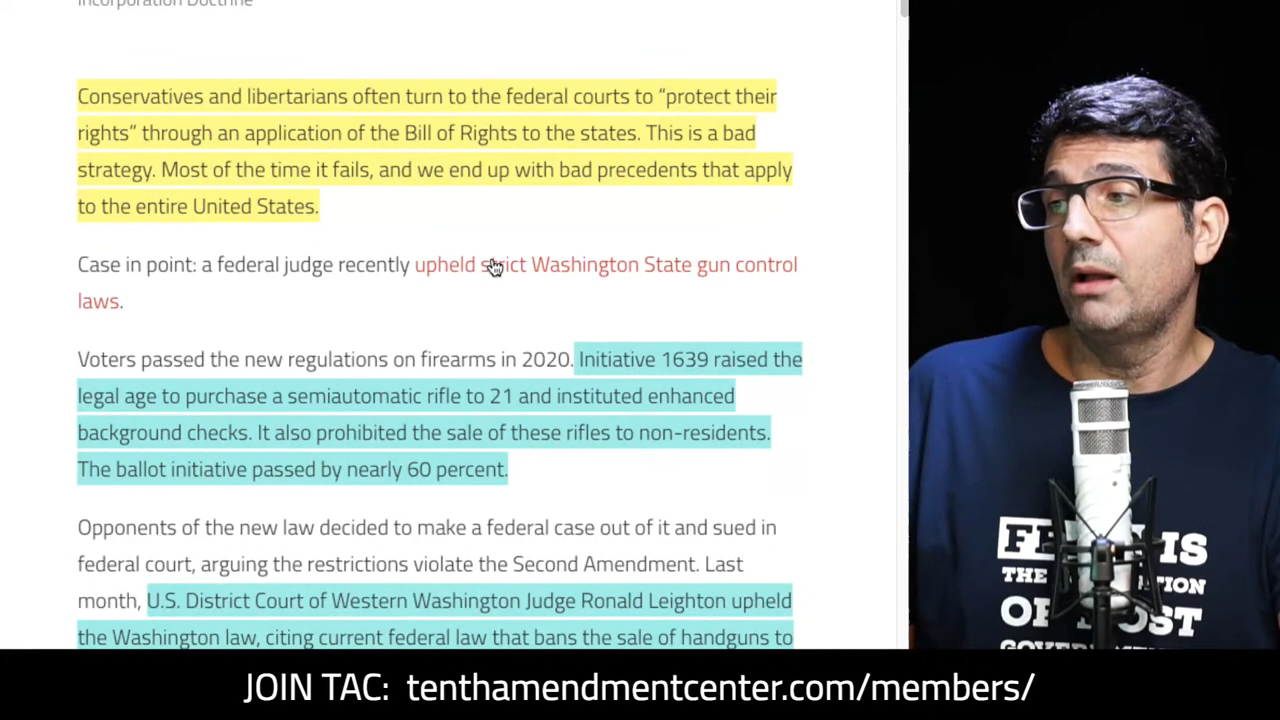 Incorporation Doctrine
Conservatives and libertarians often turn to the federal courts to “protect their
rights” through an application of the Bill of Rights to the states. This is a bad
strategy. Most of the time it fails, and we end up with bad precedents that apply
to the entire United States.
Case in point: a federal judge recently upheld strict Washington State gun control
laws.
Voters passed the new regulations on firearms in 2020. Initiative 1639 raised the
legal age to purchase a semiautomatic rifle to 21 and instituted enhanced
background checks. It also prohibited the sale of these rifles to non-residents.
The ballot initiative passed by nearly 60 percent.
Opponents of the new law decided to make a federal case out of it and sued in
federal court, arguing the restrictions violate the Second Amendment. Last
month, U.S. District Court of Western Washington Judge Ronald Leighton upheld
the Washington law, citing current federal law that bans the sale of handguns to
IS
THE
OF
GOVERNMENT
JOIN TAC: tenthamendmentcenter.com/members/